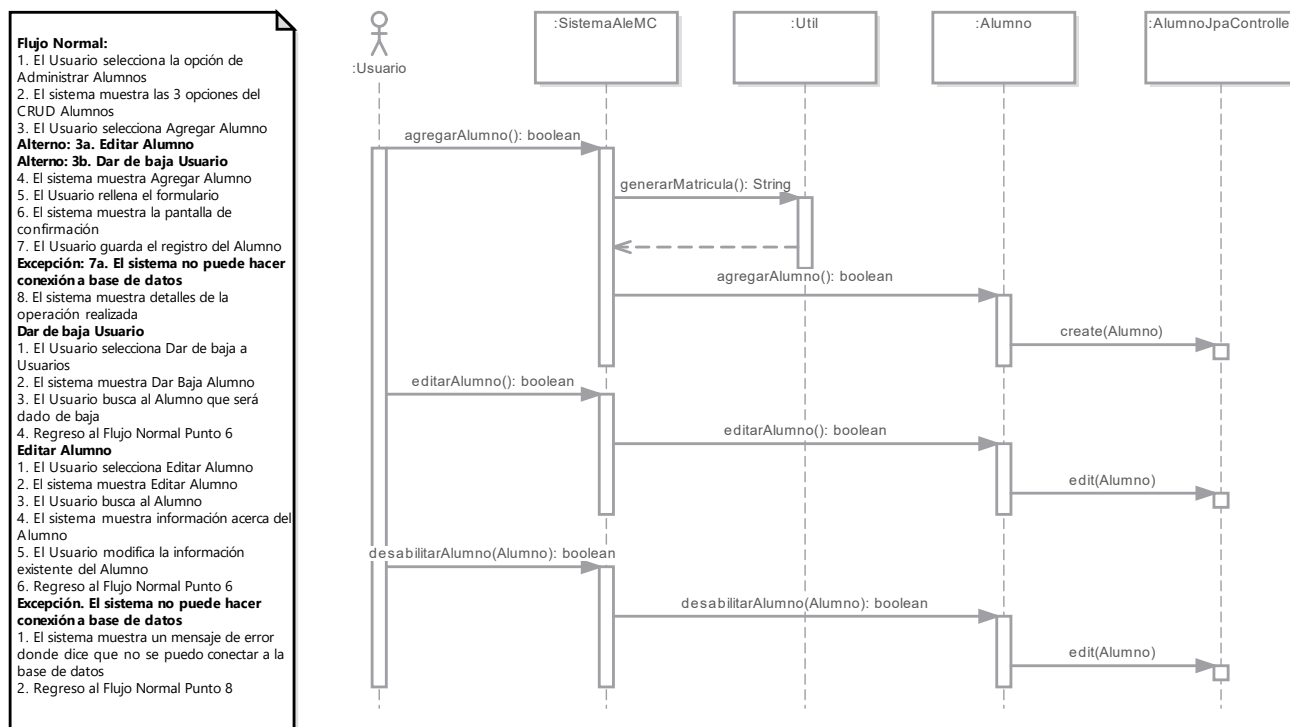 Flujo Normal:
1. El Usuario selecciona la opción de
Administrar Alumnos
2. El sistema muestra las 3 opciones del
CRUD Alumnos
3. El Usuario selecciona Agregar Alumno
Alterno: 3a. Editar Alumno
Alterno: 3b. Dar de baja Usuario
4. El sistema muestra Agregar Alumno
5. El Usuario rellena el formulario
6. El sistema muestra la pantalla de
confirmación
7. El Usuario guarda el registro del Alumno
Excepción: 7a. El sistema no puede hacer
conexión a base de datos
8. El sistema muestra detalles de la
operación realizada
Dar de baja Usuario
1. El Usuario selecciona Dar de baja a
Usuarios
2. El sistema muestra Dar Baja Alumno
3. El Usuario busca al Alumno que será
dado de baja
4. Regreso al Flujo Normal Punto 6
Editar Alumno
1. El Usuario selecciona Editar Alumno
2. El sistema muestra Editar Alumno
3. El Usuario busca al Alumno
4. El sistema muestra información acerca del
Alumno
5. El Usuario modifica la información
existente del Alumno
6. Regreso al Flujo Normal Punto 6
Excepción. El sistema no puede hacer
conexión a base de datos
1. El sistema muestra un mensaje de error
donde dice que no se puedo conectar a la
base de datos
2. Regreso al Flujo Normal Punto 8
:Usuario
:SistemaAleMC
:Util
:Alumno
:AlumnoJpaControlle
agregarAlumno(): boolean
generarMatricula(): String
agregarAlumno(): boolean
create(Alumno)
editarAlumno(): boolean
editarAlumno(): boolean
edit(Alumno)
desabilitarAlumno(Alumno): boolean
desabilitarAlumno(Alumno): boolean
edit(Alumno)